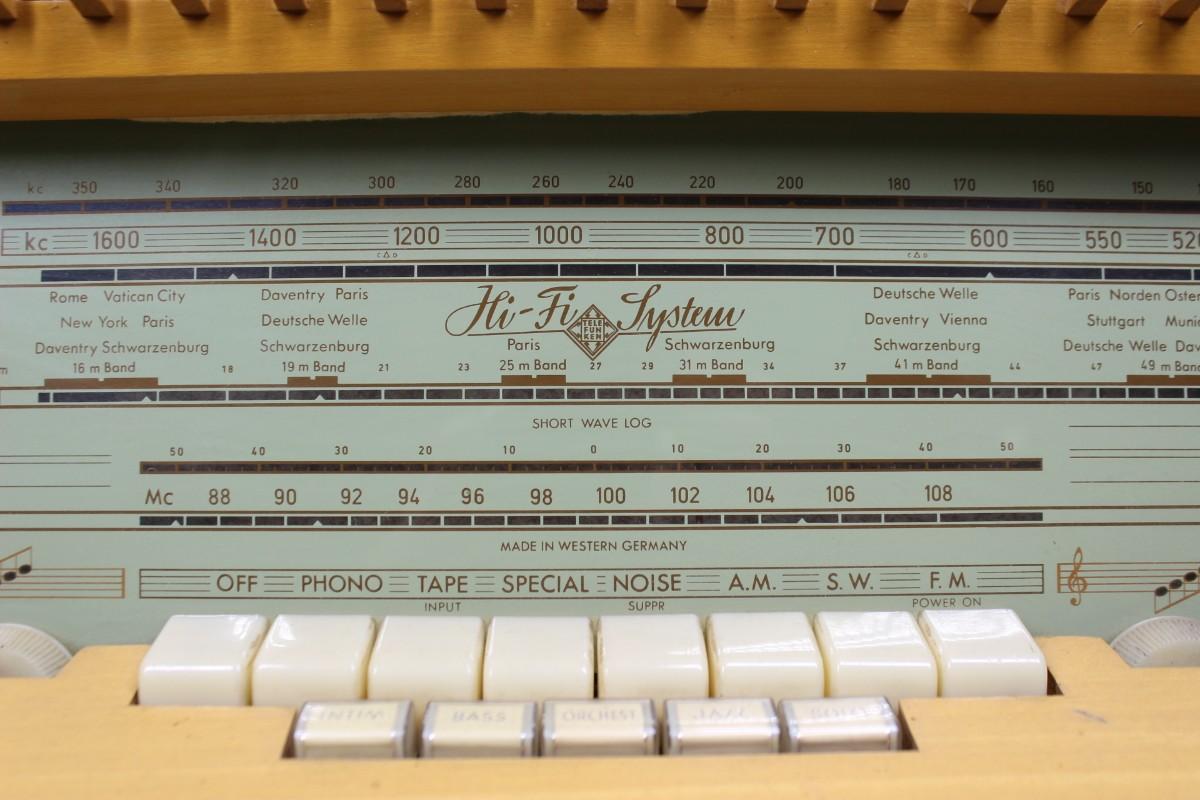 kc 350 340 320 300 280 260 240 220 200 180 170 160 150
kc 1600 1400 1200 1000 800 700 600 550 520
Rome Vatican City Daventry Paris Hi-Fi System Deutsche Welle Paris Norden Oster
New York Paris Deutsche Welle TELE FUN KEN Daventry Vienna Stuttgart Munic
Daventry Schwarzenburg Schwarzenburg Paris Schwarzenburg Schwarzenburg Deutsche Welle Dav
m 16 m Band 18 19 m Band 21 23 25 m Band 27 29 31 m Band 34 37 41 m Band 44 47 49 m Band
SHORT WAVE LOG
50 40 30 20 10 0 10 20 30 40 50
Mc 88 90 92 94 96 98 100 102 104 106 108
MADE IN WESTERN GERMANY
OFF PHONO TAPE SPECIAL NOISE A.M. S.W. F.M.
INPUT SUPPR POWER ON
INTIM BASS ORCHEST JAZZ SOLO